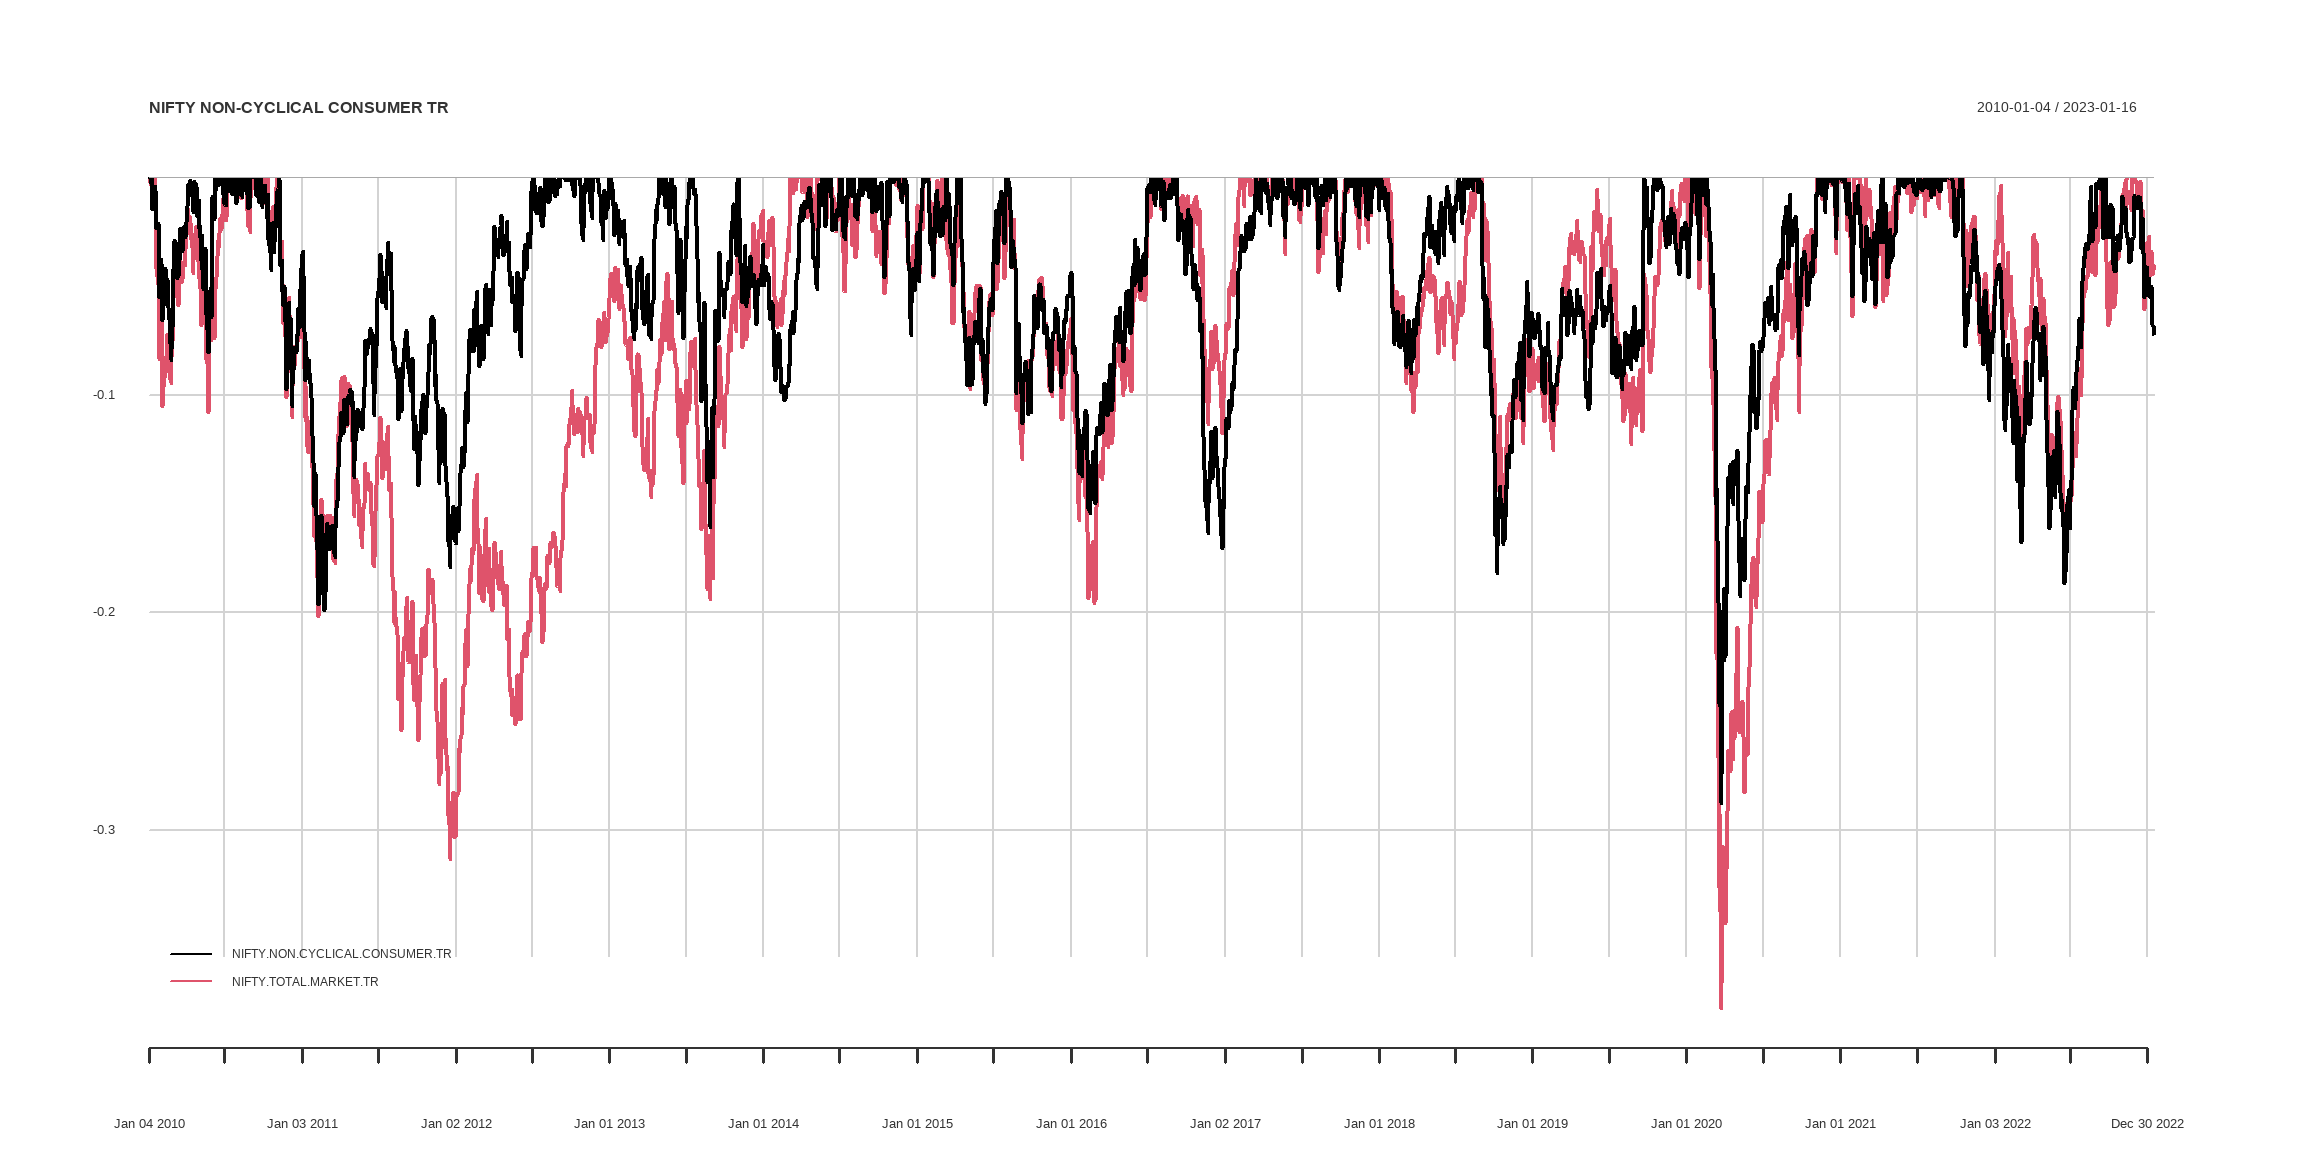 NIFTY NON-CYCLICAL CONSUMER TR
2010-01-04 / 2023-01-16
-0.1
-0.2
-0.3
NIFTY.NON.CYCLICAL.CONSUMER.TR
NIFTY.TOTAL.MARKET.TR
Jan 04 2010
Jan 03 2011
Jan 02 2012
Jan 01 2013
Jan 01 2014
Jan 01 2015
Jan 01 2016
Jan 02 2017
Jan 01 2018
Jan 01 2019
Jan 01 2020
Jan 01 2021
Jan 03 2022
Dec 30 2022